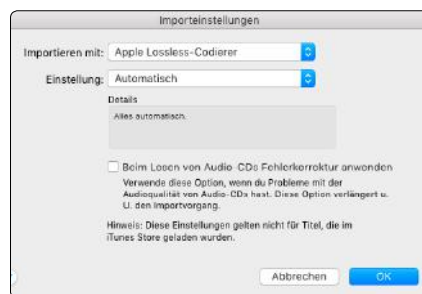 Importeinstellungen
Importieren mit: Apple Lossless-Codierer
Einstellung: Automatisch
Details
Alles automatisch.
Beim Lesen von Audio-CDs Fehlerkorrektur anwenden
Verwende diese Option, wenn du Probleme mit der
Audioqualität von Audio-CDs hast. Diese Option verlängert u.
U. den Importvorgang.
Hinweis: Diese Einstellungen gelten nicht für Titel, die im
iTunes Store geladen wurden.
Abbrechen OK